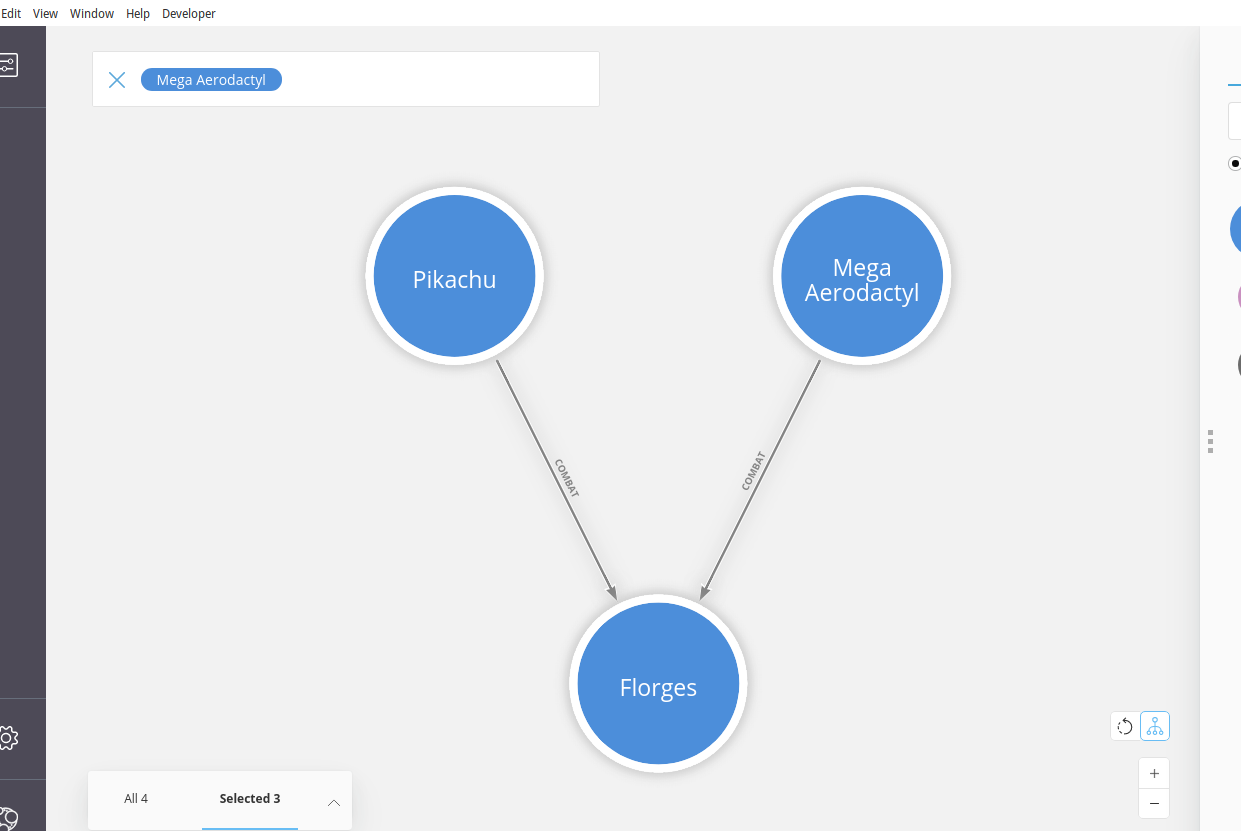 Edit View Window Help Developer
Mega Aerodactyl
Pikachu
Mega
Aerodactyl
COMBAT
COMBAT
Florges
All 4
Selected 3